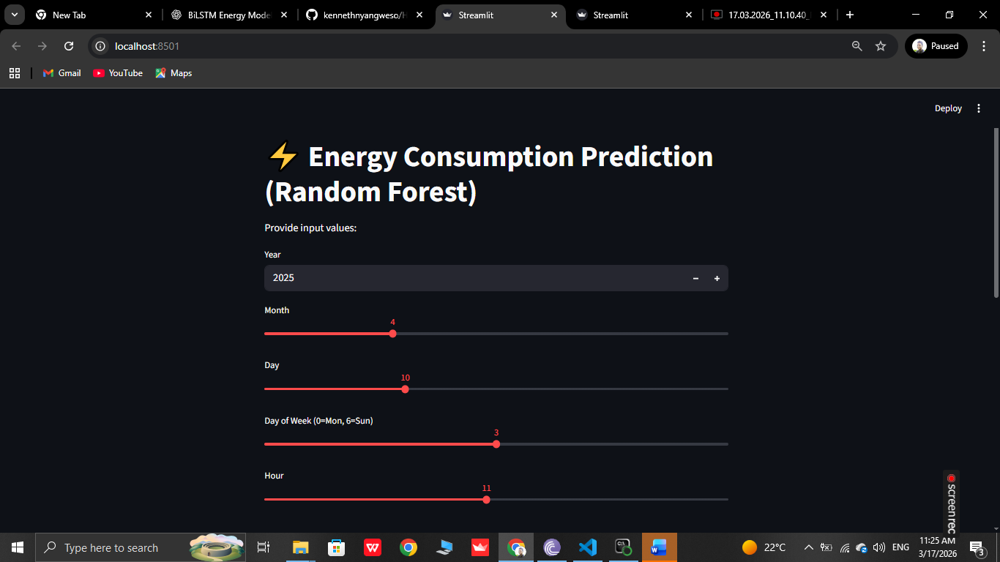 New Tab
BiLSTM Energy Mode
kennethnyangweso/H
Streamlit
Streamlit
17.03.2026_11.10.40_
localhost:8501
Paused
Gmail
YouTube
Maps
Deploy
⚡ Energy Consumption Prediction
(Random Forest)
Provide input values:
Year
2025
Month
4
Day
10
Day of Week (0=Mon, 6=Sun)
3
Hour
11
screenrec
Type here to search
22°C
ENG
11:25 AM
3/17/2026
3